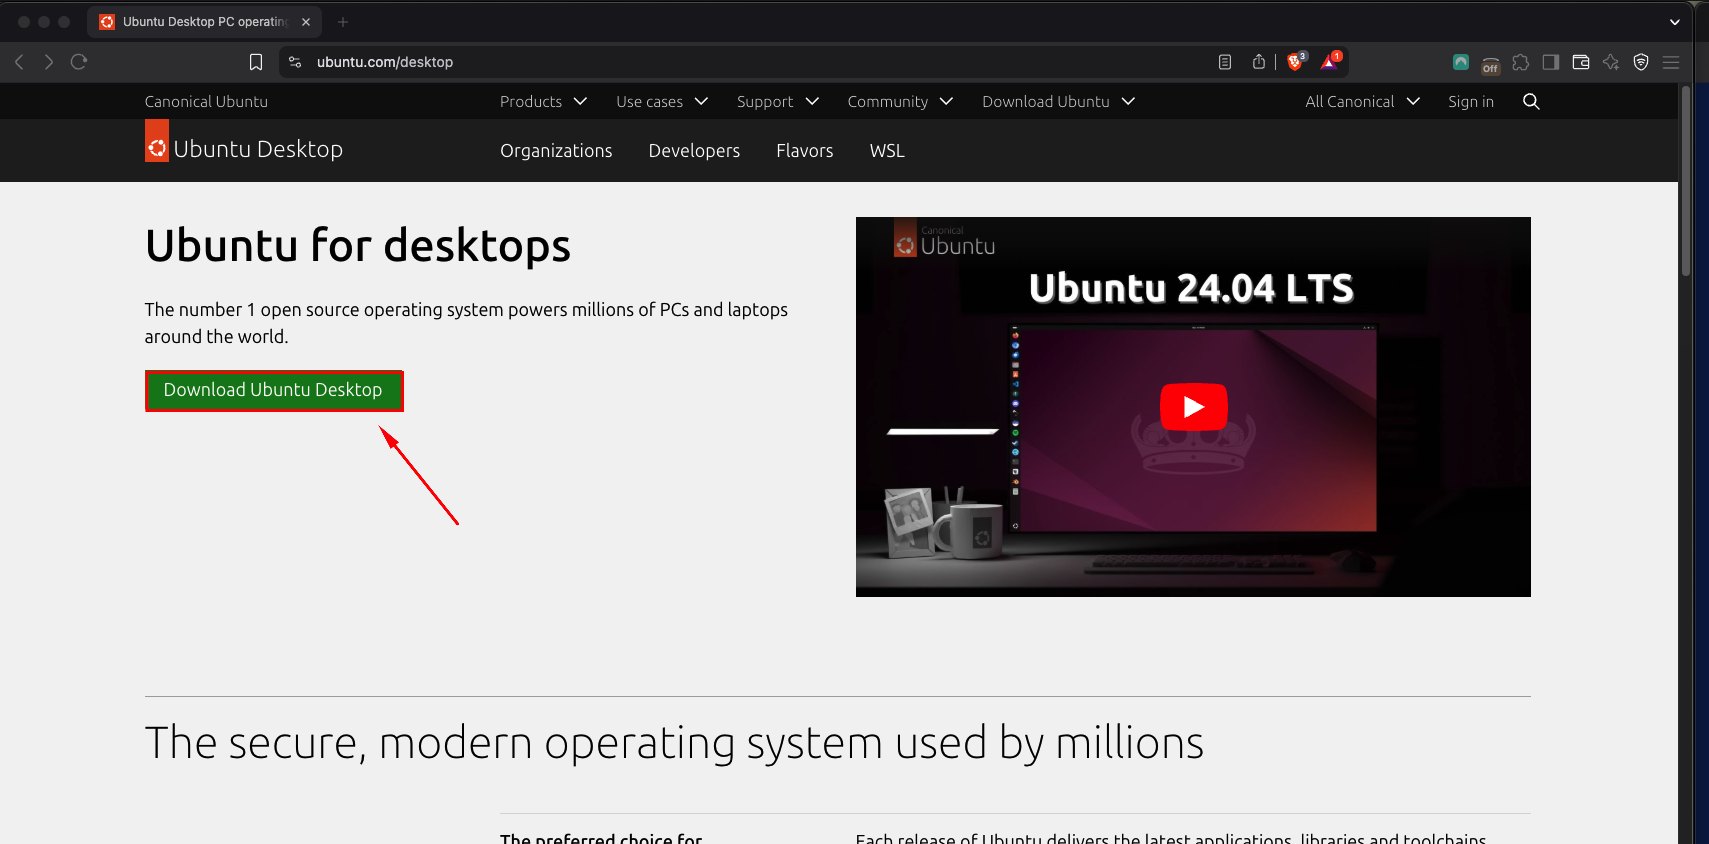 Ubuntu Desktop PC operating
ubuntu.com/desktop
3
1
Off
Canonical Ubuntu
Products
Use cases
Support
Community
Download Ubuntu
All Canonical
Sign in
Ubuntu Desktop
Organizations
Developers
Flavors
WSL
Ubuntu for desktops
The number 1 open source operating system powers millions of PCs and laptops
around the world.
Download Ubuntu Desktop
Canonical
Ubuntu
Ubuntu 24.04 LTS
The secure, modern operating system used by millions
The preferred choice for
Each release of Ubuntu delivers the latest applications, libraries and toolchains